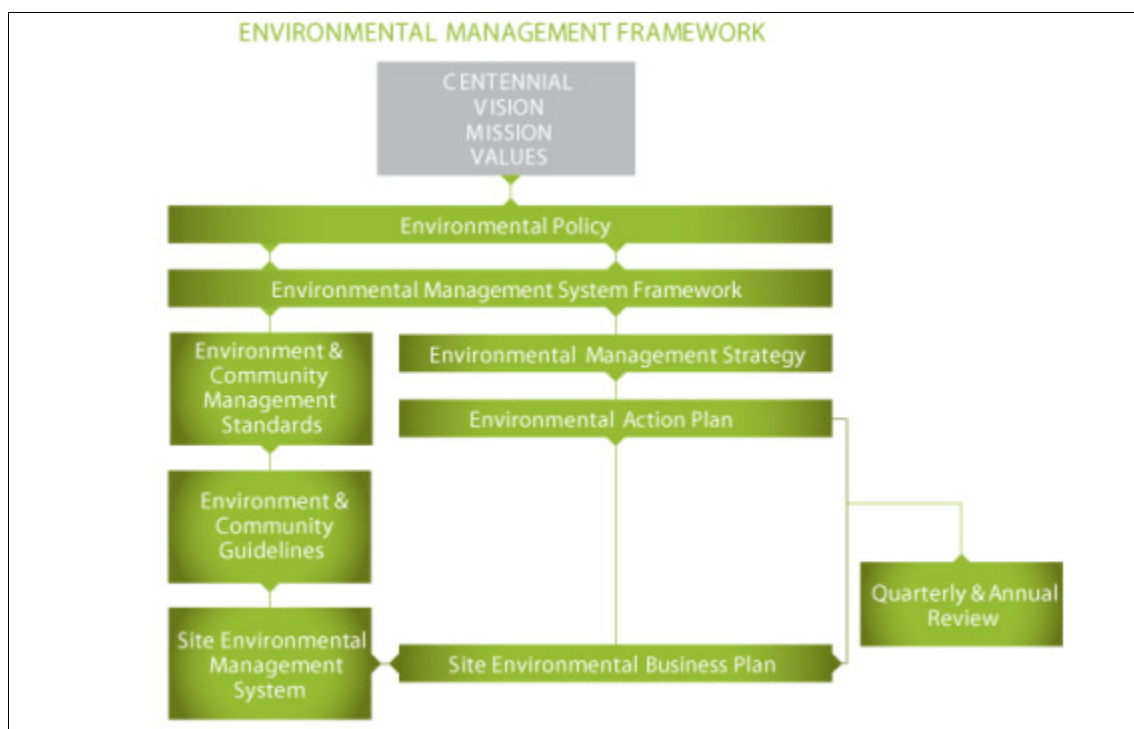 ENVIRONMENTAL MANAGEMENT FRAMEWORK
CENTENNIAL
VISION
MISSION
VALUES
Environmental Policy
Environmental Management System Framework
Environment &
Community
Management
Standards
Environmental Management Strategy
Environmental Action Plan
Environment &
Community
Guidelines
Quarterly & Annual
Review
Site Environmental
Management
System
Site Environmental Business Plan